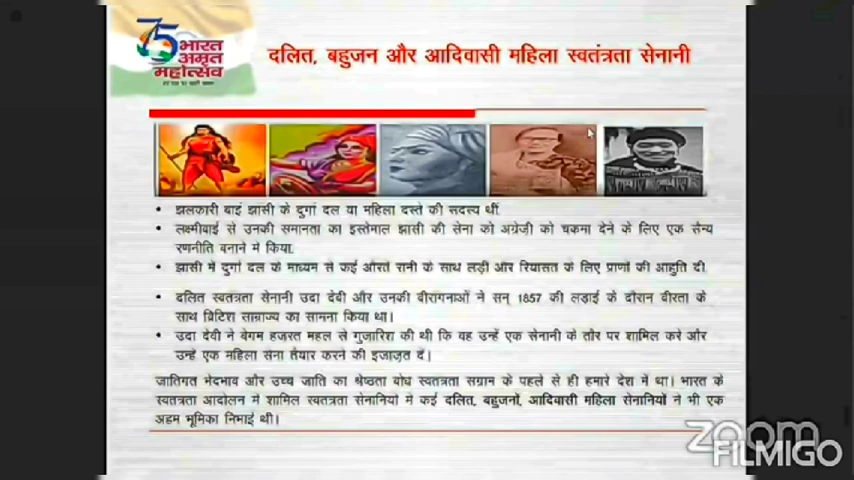 75
भारत
अमृत
महोत्सव
दलित, बहुजन और आदिवासी महिला स्वतंत्रता सेनानी
• झलकारी बाई झासी के दुर्गा दल या महिला दस्ते की सदस्य थीं
• लक्ष्मीबाई से उनकी समानता का इस्तेमाल झासी की सेना को अंग्रेजों को चकमा देने के लिए एक सैन्य
रणनीति बनाने में किया.
• झासी में दुर्गा दल के माध्यम से कई औरतें रानी के साथ लड़ीं और रियासत के लिए प्राणों की आहुति दी.
• दलित स्वतंत्रता सेनानी उदा देवी और उनकी वीरांगनाओं ने सन् 1857 की लड़ाई के दौरान वीरता के
साथ ब्रिटिश साम्राज्य का सामना किया था।
• उदा देवी ने बेगम हजरत महल से गुजारिश की थी कि वह उन्हें एक सेनानी के तौर पर शामिल करे और
उन्हें एक महिला सेना तैयार करने की इजाज़त दें।
जातिगत भेदभाव और उच्च जाति का श्रेष्ठता बोध स्वतंत्रता संग्राम के पहले से ही हमारे देश में था। भारत के
स्वतंत्रता आंदोलन में शामिल स्वतंत्रता सेनानियों में कई दलित, बहुजनों, आदिवासी महिला सेनानियों ने भी एक
अहम भूमिका निभाई थी।
zoom
FILMIGO